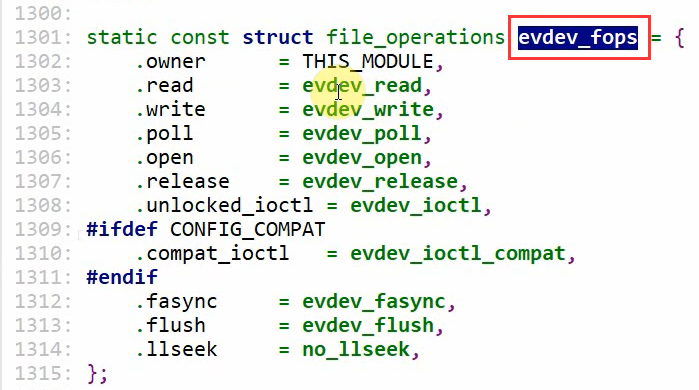 1300:
1301: static const struct file_operations evdev_fops = {
1302:     .owner      = THIS_MODULE,
1303:     .read       = evdev_read,
1304:     .write      = evdev_write,
1305:     .poll       = evdev_poll,
1306:     .open       = evdev_open,
1307:     .release    = evdev_release,
1308:     .unlocked_ioctl = evdev_ioctl,
1309: #ifdef CONFIG_COMPAT
1310:     .compat_ioctl   = evdev_ioctl_compat,
1311: #endif
1312:     .fasync     = evdev_fasync,
1313:     .flush      = evdev_flush,
1314:     .llseek     = no_llseek,
1315: };